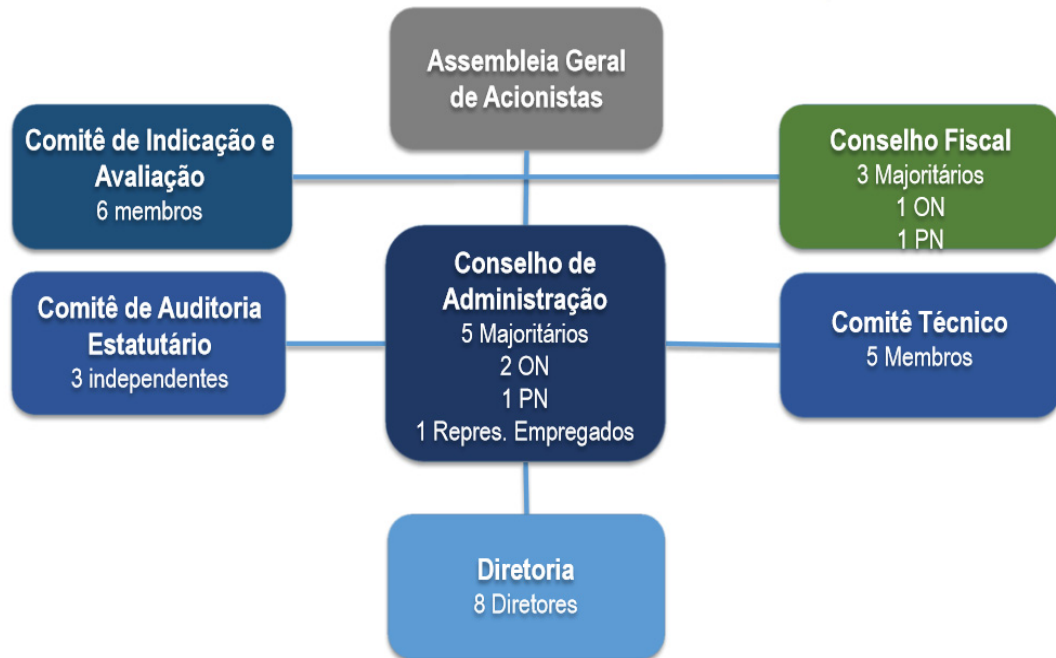 Assembleia Geral
de Acionistas
Comitê de Indicação e
Avaliação
6 membros
Conselho Fiscal
3 Majoritários
1 ON
1 PN
Comitê de Auditoria
Estatutário
3 independentes
Conselho de
Administração
5 Majoritários
2 ON
1 PN
1 Repres. Empregados
Comitê Técnico
5 Membros
Diretoria
8 Diretores